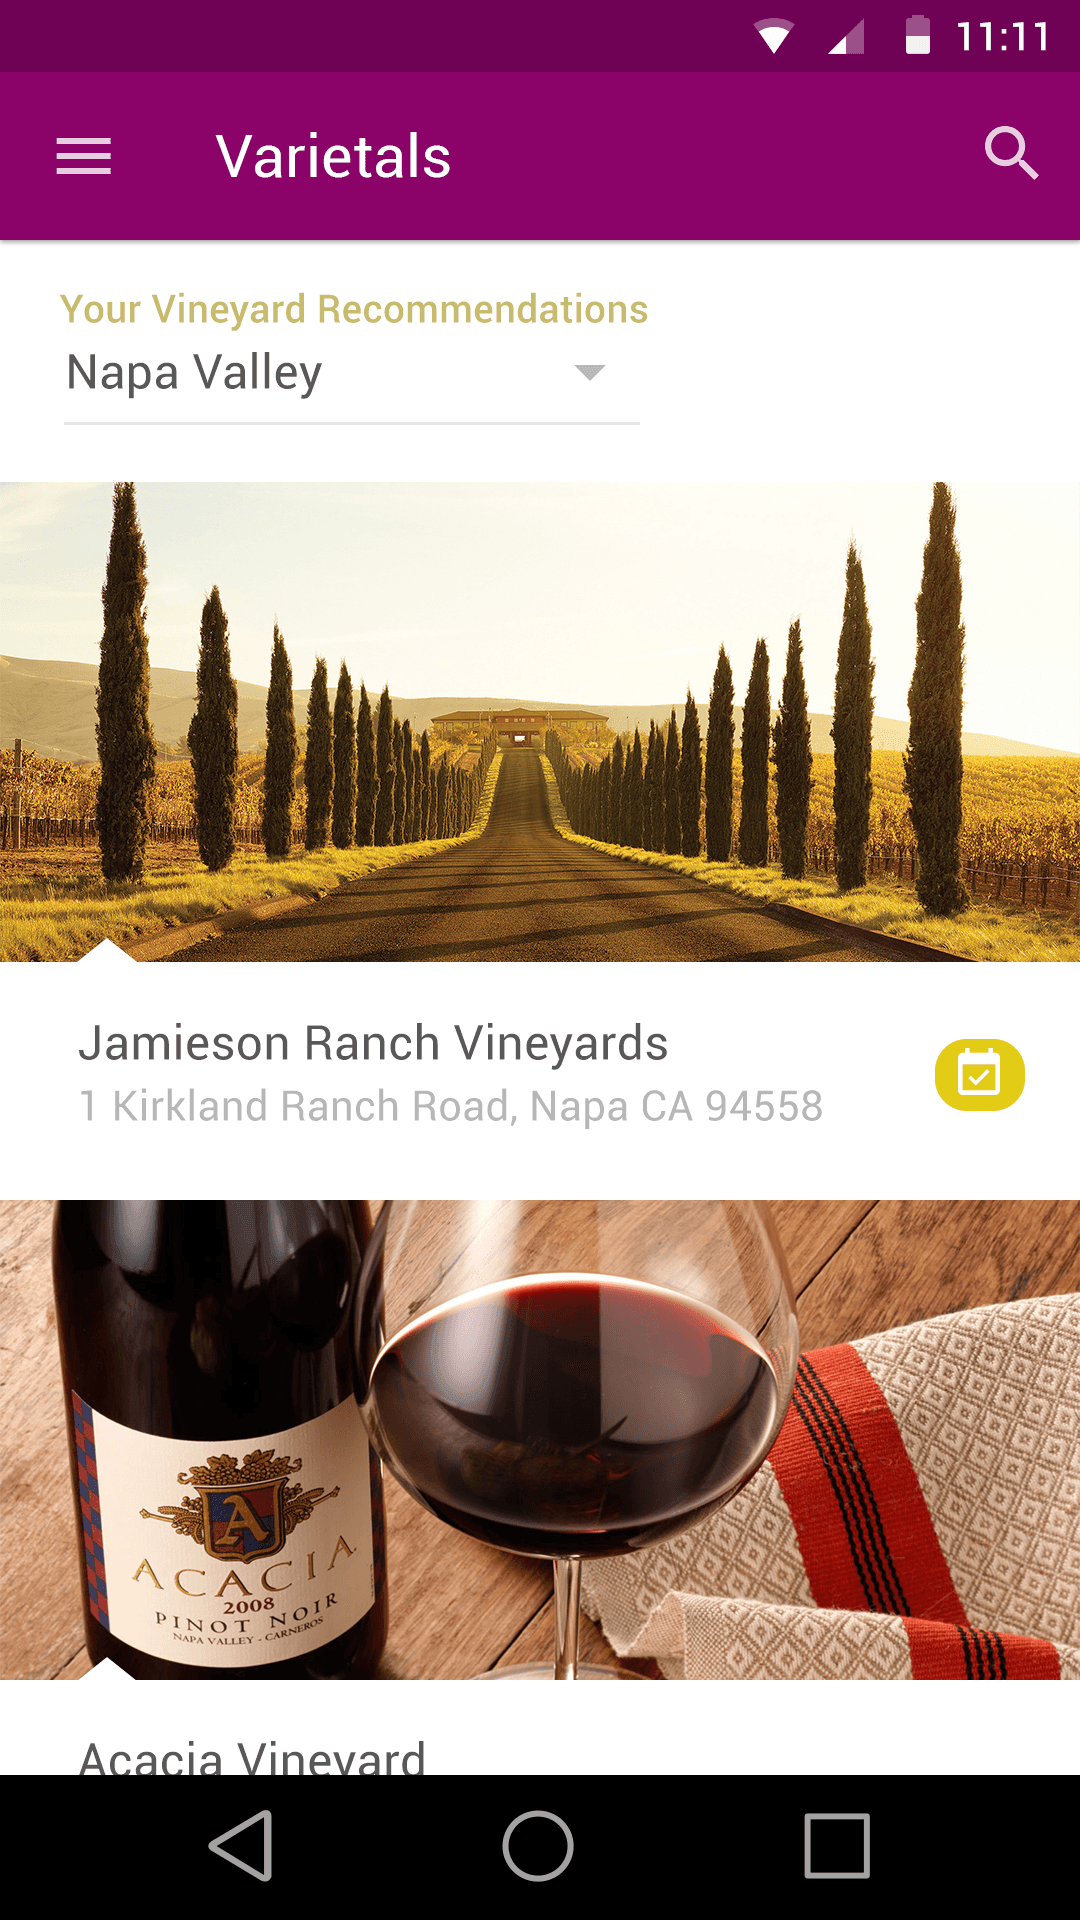 11:11
Varietals
Your Vineyard Recommendations
Napa Valley
Jamieson Ranch Vineyards
1 Kirkland Ranch Road, Napa CA 94558
A
ACACIA
2008
PINOT NOIR
NAPA VALLEY - CARNEROS
Acacia Vineyard